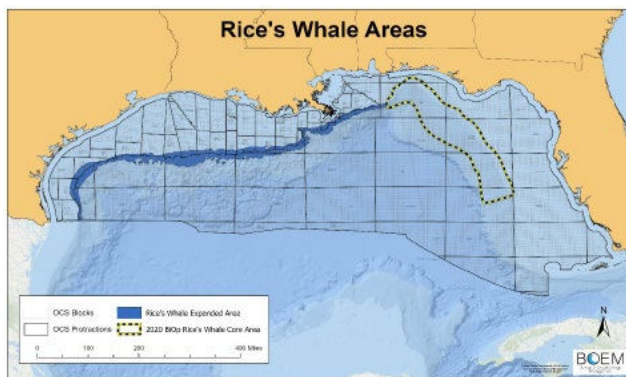 Rice's Whale Areas
OCS Blocks
Rice's Whale Expended Area
OCS Protractions
2020 BiOp Rice's Whale Core Area
0 100 200 400 Miles
N
BOEM